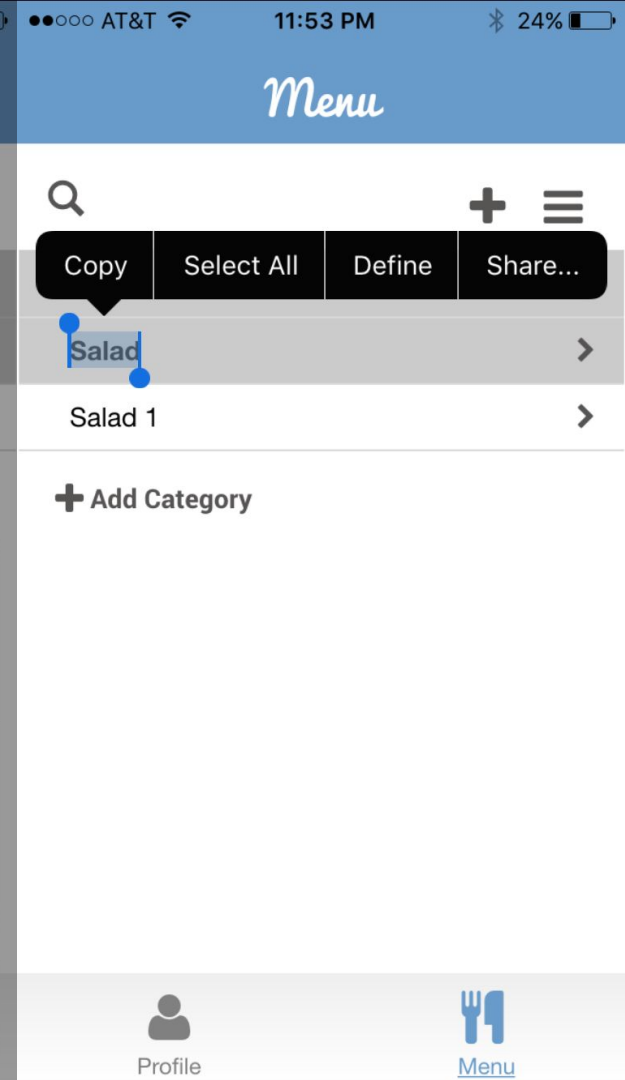 AT&T 11:53 PM 24%
Menu
Copy Select All Define Share...
Salad
Salad 1
Add Category
Profile Menu